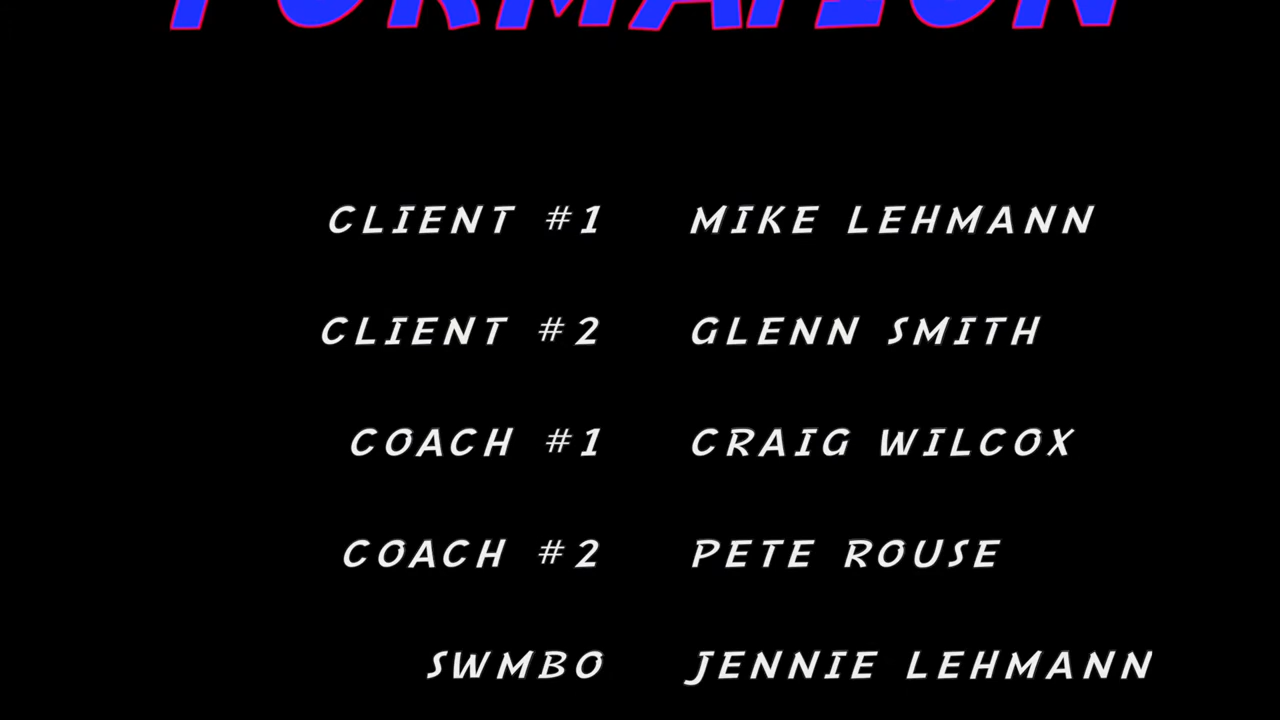 FORMATION
CLIENT #1 MIKE LEHMANN
CLIENT #2 GLENN SMITH
COACH #1 CRAIG WILCOX
COACH #2 PETE ROUSE
SWMBO JENNIE LEHMANN